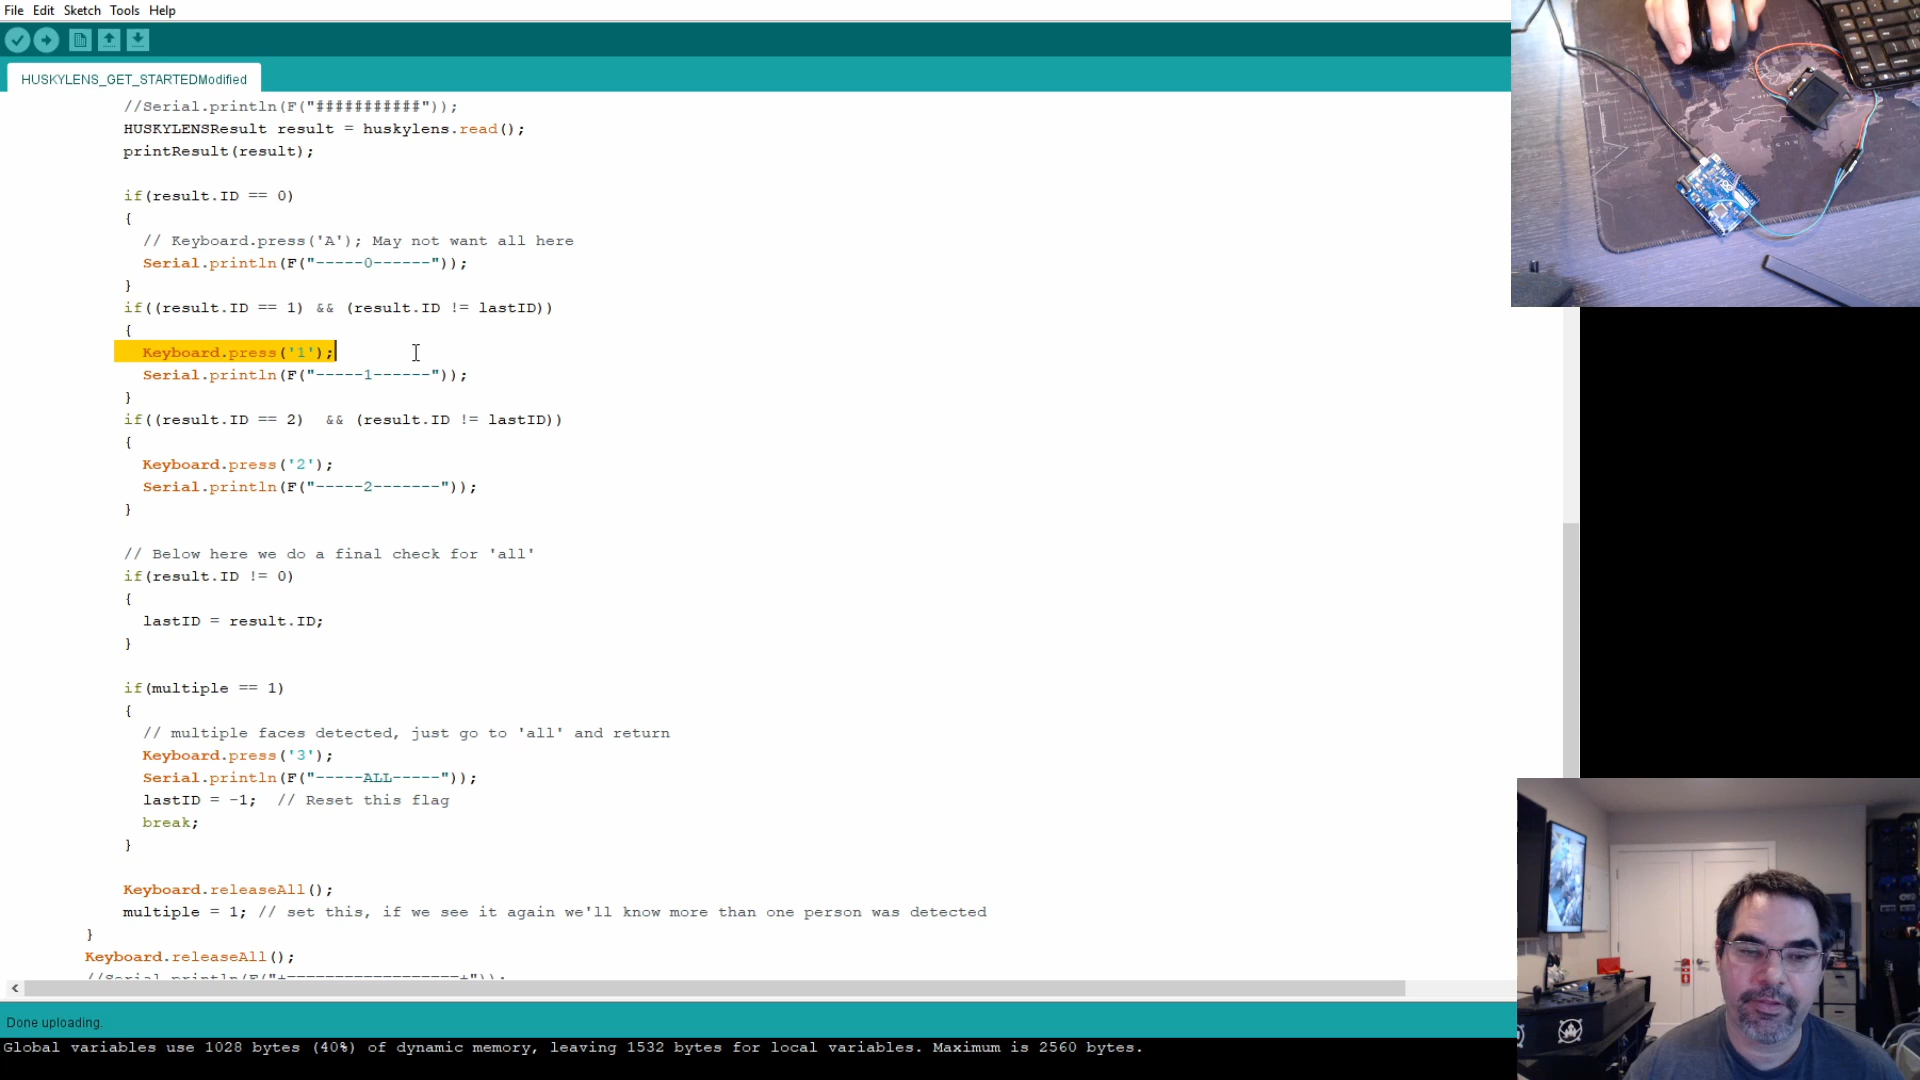 File Edit Sketch Tools Help
HUSKYLENS_GET_STARTEDModified
//Serial.println(F("###########"));
HUSKYLENSResult result = huskylens.read();
printResult(result);
if(result.ID == 0)
{
// Keyboard.press('A'); May not want all here
Serial.println(F("-----0------"));
}
if((result.ID == 1) && (result.ID != lastID))
{
Keyboard.press('1');
Serial.println(F("-----1------"));
}
if((result.ID == 2)  && (result.ID != lastID))
{
Keyboard.press('2');
Serial.println(F("-----2-------"));
}
// Below here we do a final check for 'all'
if(result.ID != 0)
{
lastID = result.ID;
}
if(multiple == 1)
{
// multiple faces detected, just go to 'all' and return
Keyboard.press('3');
Serial.println(F("-----ALL-----"));
lastID = -1;  // Reset this flag
break;
}
Keyboard.releaseAll();
multiple = 1; // set this, if we see it again we'll know more than one person was detected
}
Keyboard.releaseAll();
//Serial.println(F("+===================+"));
Done uploading.
Global variables use 1028 bytes (40%) of dynamic memory, leaving 1532 bytes for local variables. Maximum is 2560 bytes.